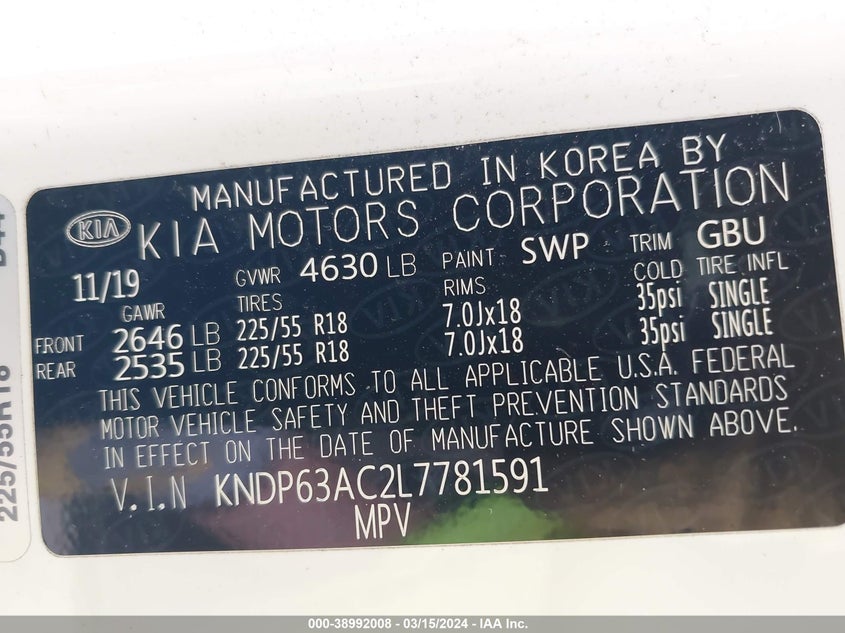 MANUFACTURED IN KOREA BY
KIA KIA MOTORS CORPORATION
11/19 GVWR 4630 LB PAINT SWP TRIM GBU
GAWR TIRES RIMS COLD TIRE INFL
FRONT 2646 LB 225/55 R18 7.0Jx18 35psi SINGLE
REAR 2535 LB 225/55 R18 7.0Jx18 35psi SINGLE
THIS VEHICLE CONFORMS TO ALL APPLICABLE U.S.A. FEDERAL
MOTOR VEHICLE SAFETY AND THEFT PREVENTION STANDARDS
IN EFFECT ON THE DATE OF MANUFACTURE SHOWN ABOVE.
V.I.N KNDP63AC2L7781591
MPV
225/55R18
000-38992008 - 03/15/2024 - IAA Inc.